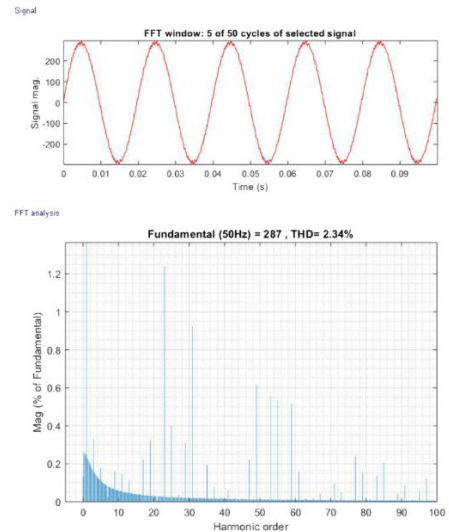 Signal
FFT window: 5 of 50 cycles of selected signal
200
100
0
-100
-200
Signal mag.
0 0.01 0.02 0.03 0.04 0.05 0.06 0.07 0.08 0.09
Time (s)
FFT analysis
Fundamental (50Hz) = 287 , THD= 2.34%
1.2
1
0.8
0.6
0.4
0.2
0
Mag (% of Fundamental)
0 10 20 30 40 50 60 70 80 90 100
Harmonic order